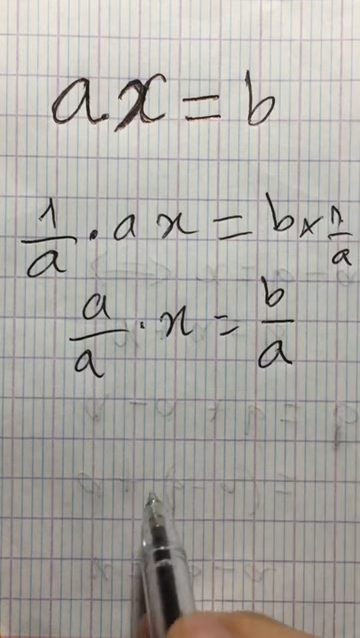 a x = b
1/a · a x = b × 1/a
a/a · x = b/a